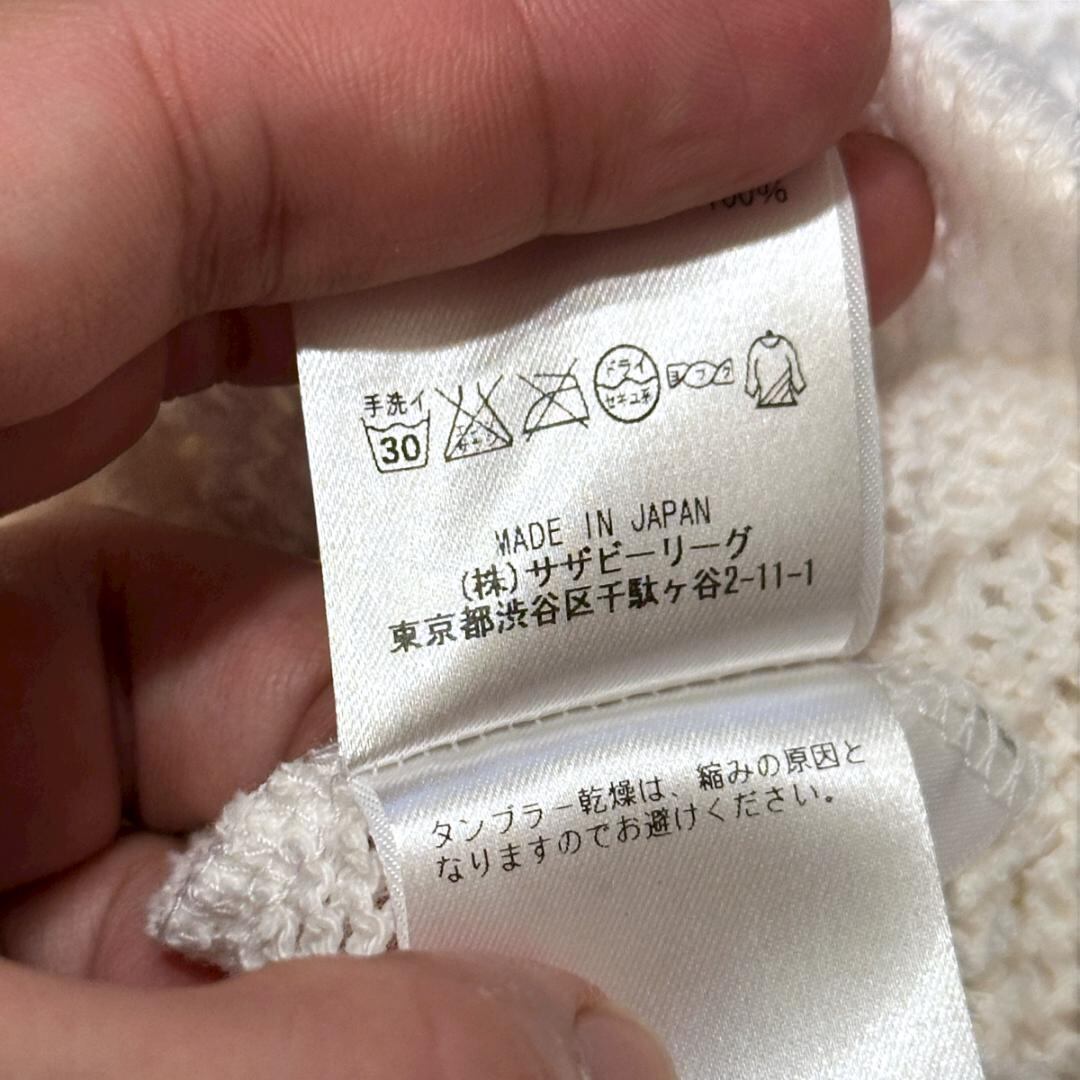 100%
手洗イ
30
ドライ
セキユ系
MADE IN JAPAN
(株)サザビーリーグ
東京都渋谷区千駄ヶ谷2-11-1
タンブラー乾燥は、縮みの原因と
なりますのでお避けください。